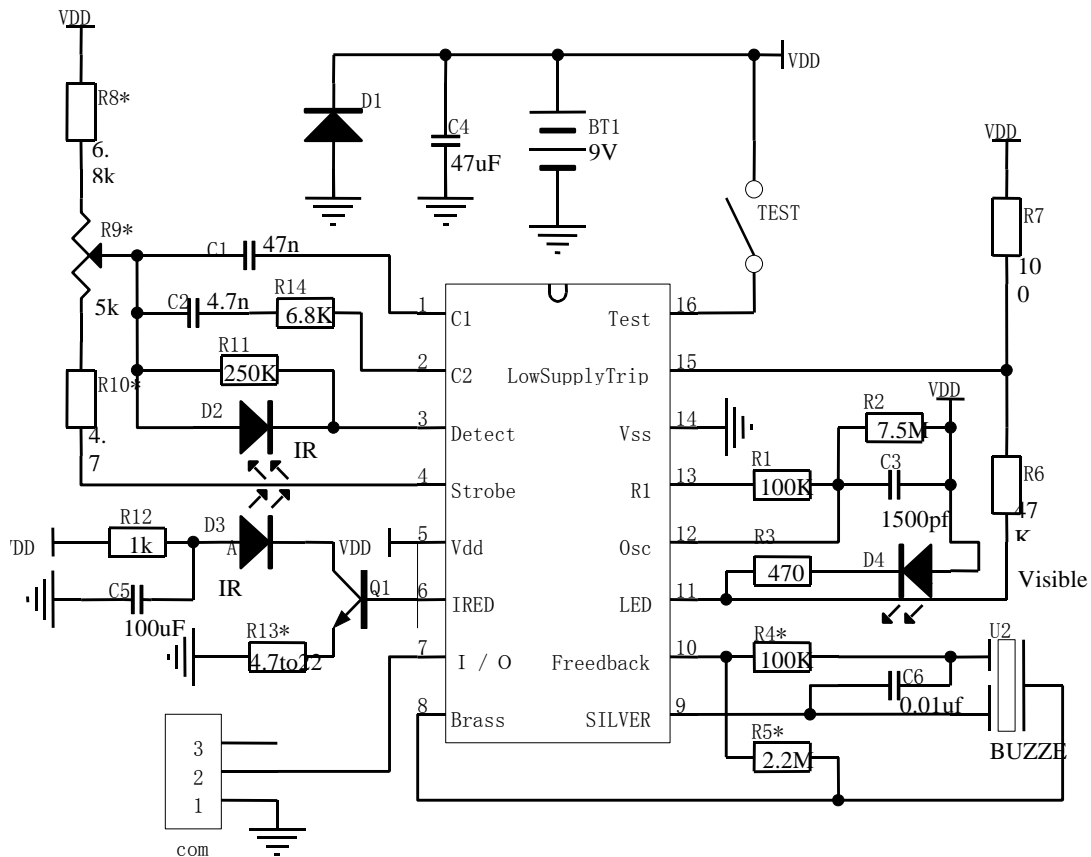 VDD
R8*
6.
8k
R9*
5k
R10*
4.
7
D1
C4
47uF
BT1
9V
VDD
TEST
VDD
R7
10
0
C1
47n
C2
4.7n
R14
6.8K
R11
250K
D2
IR
1
C1
2
C2
3
Detect
4
Strobe
5
Vdd
6
IRED
7
I / O
8
Brass
16
Test
15
LowSupplyTrip
14
Vss
13
R1
12
Osc
11
LED
10
Freedback
9
SILVER
R2
7.5M
VDD
R1
100K
C3
1500pf
R3
470
D4
R6
47
K
Visible
R12
1k
DD
D3
A
IR
VDD
C5
100uF
Q1
R13*
4.7to22
R4*
100K
C6
0.01uf
U2
BUZZE
R5*
2.2M
3
2
1
com